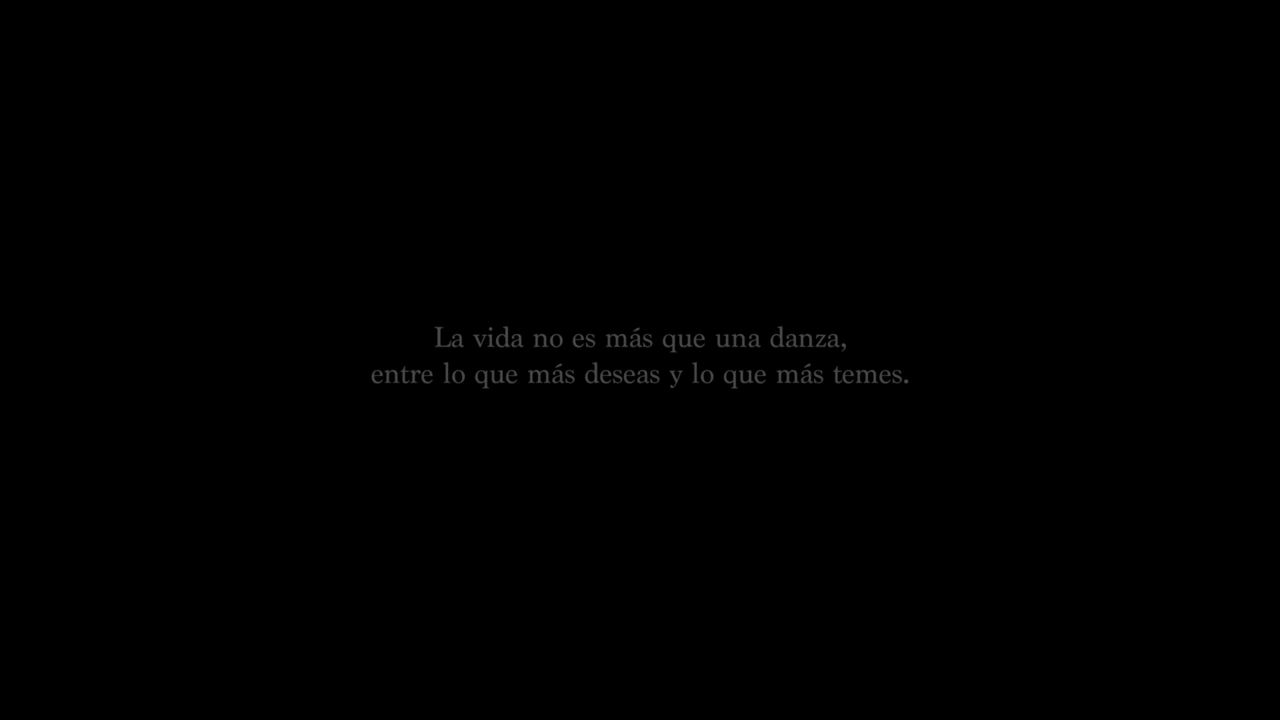 La vida no es más que una danza,
entre lo que más deseas y lo que más temes.